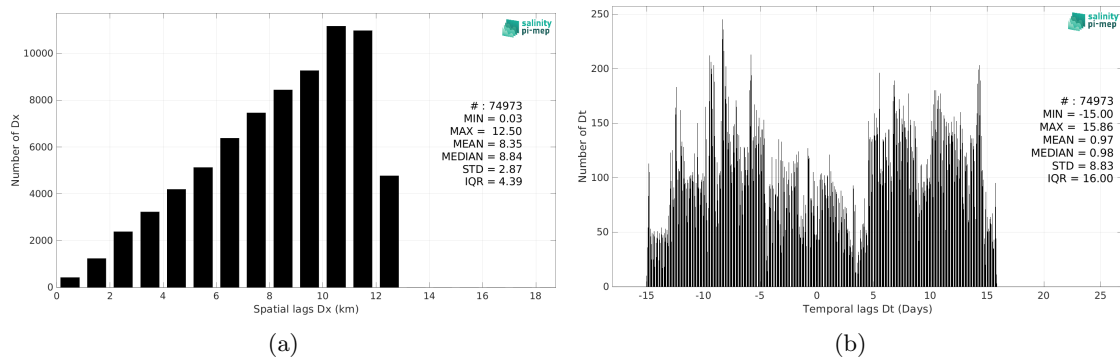 salinity
pi-mep
Number of Dx
10000
8000
6000
4000
2000
0
# : 74973
MIN = 0.03
MAX = 12.50
MEAN = 8.35
MEDIAN = 8.84
STD = 2.87
IQR = 4.39
0 2 4 6 8 10 12 14 16 18
Spatial lags Dx (km)
(a)
salinity
pi-mep
Number of Dt
250
200
150
100
50
0
# : 74973
MIN = -15.00
MAX = 15.86
MEAN = 0.97
MEDIAN = 0.98
STD = 8.83
IQR = 16.00
-15 -10 -5 0 5 10 15 20 25
Temporal lags Dt (Days)
(b)